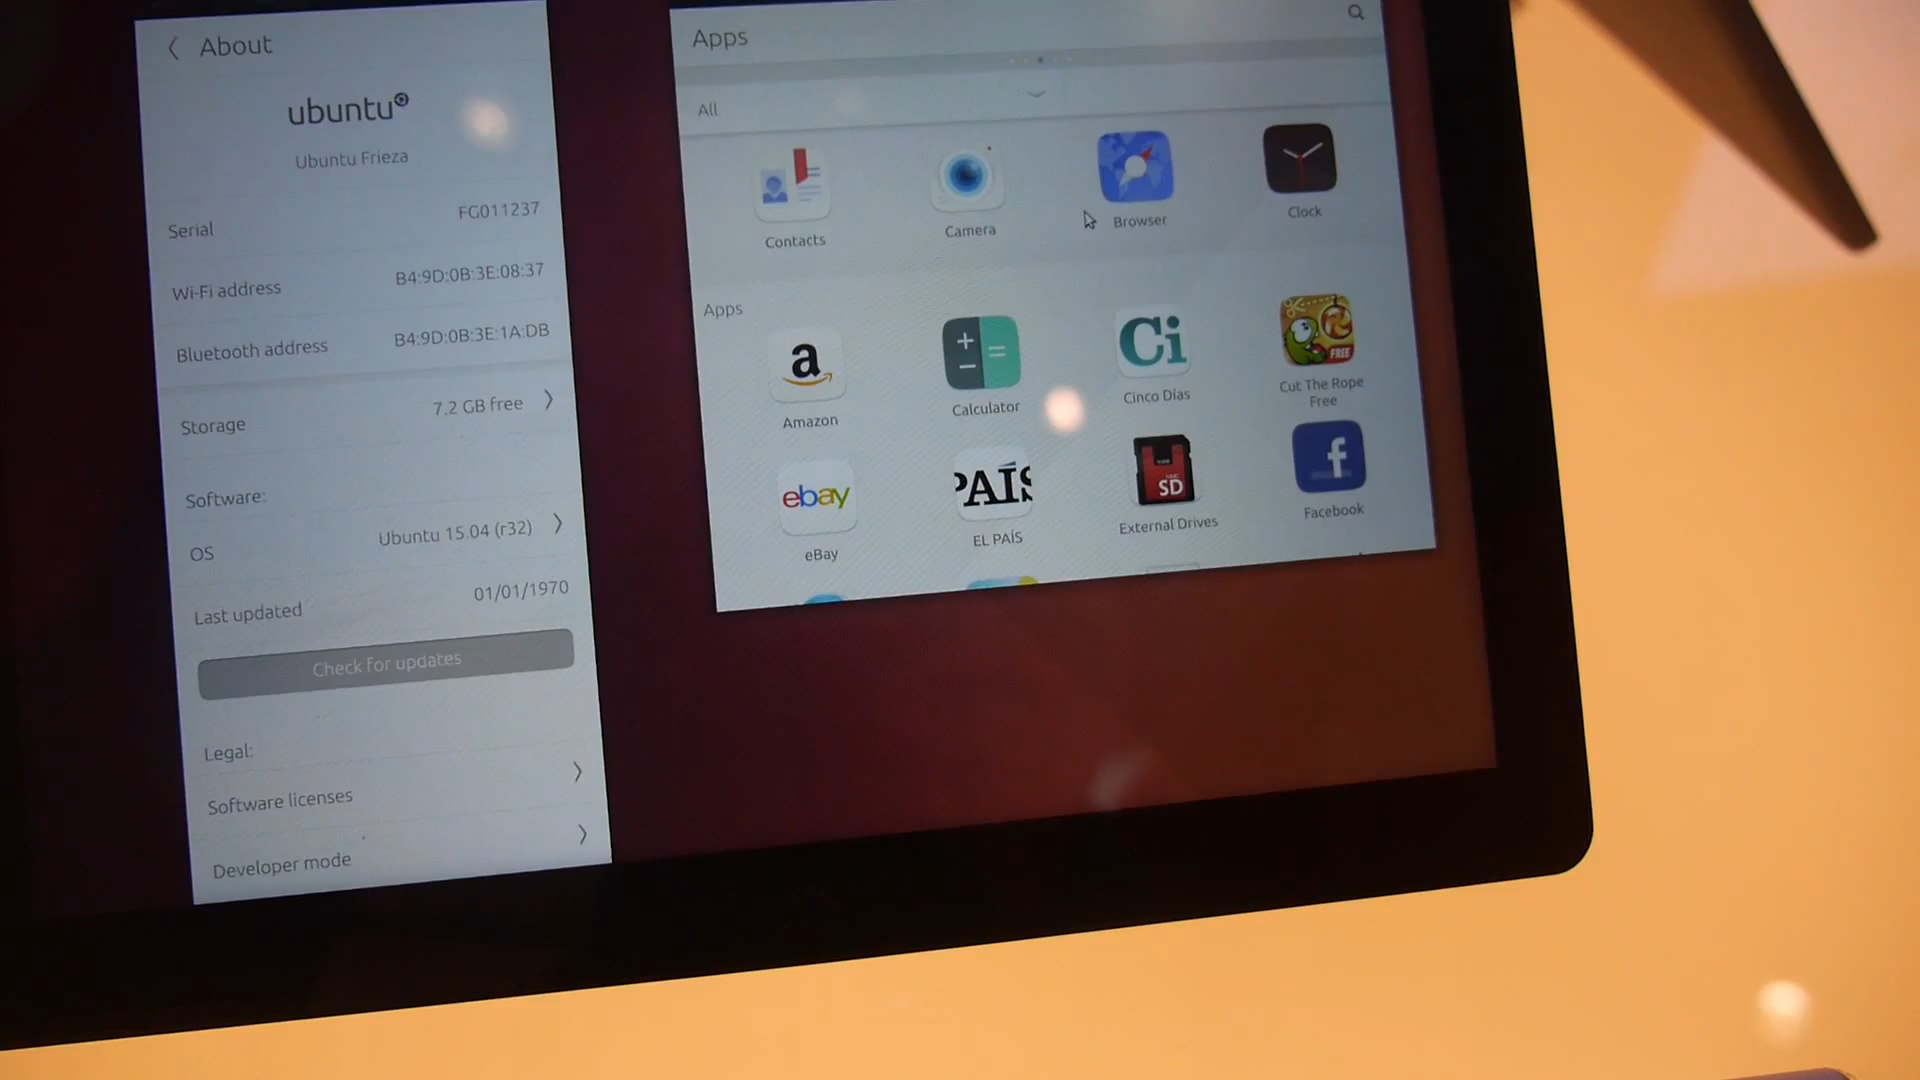 About
ubuntu
Ubuntu Frieza
Serial FG011237
Wi-Fi address B4:9D:0B:3E:08:37
Bluetooth address B4:9D:0B:3E:1A:DB
Storage 7.2 GB free
Software:
OS Ubuntu 15.04 (r32)
Last updated 01/01/1970
Check for updates
Legal:
Software licenses
Developer mode
Apps
All
Contacts
Camera
Browser
Clock
Apps
a
Amazon
Calculator
Ci
Cinco Días
FREE
Cut The Rope
Free
ebay
eBay
PAÍS
EL PAÍS
SD
External Drives
f
Facebook